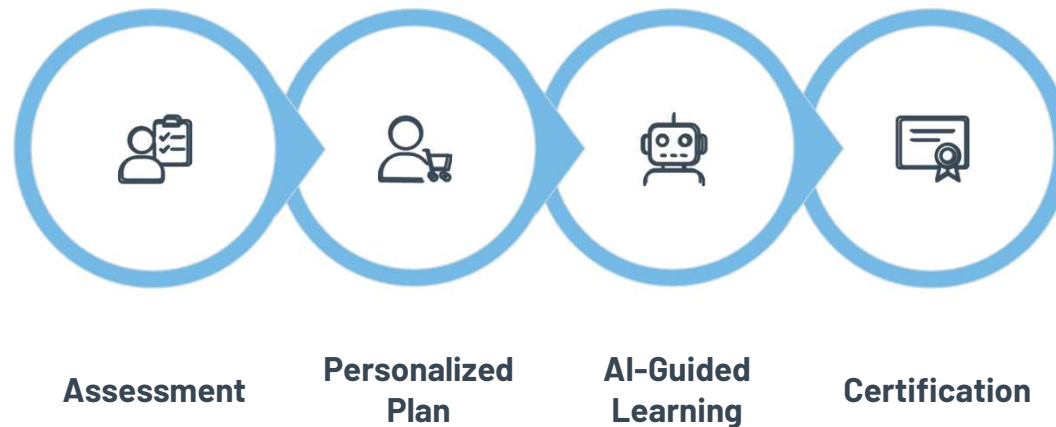 Assessment
Personalized
Plan
AI-Guided
Learning
Certification